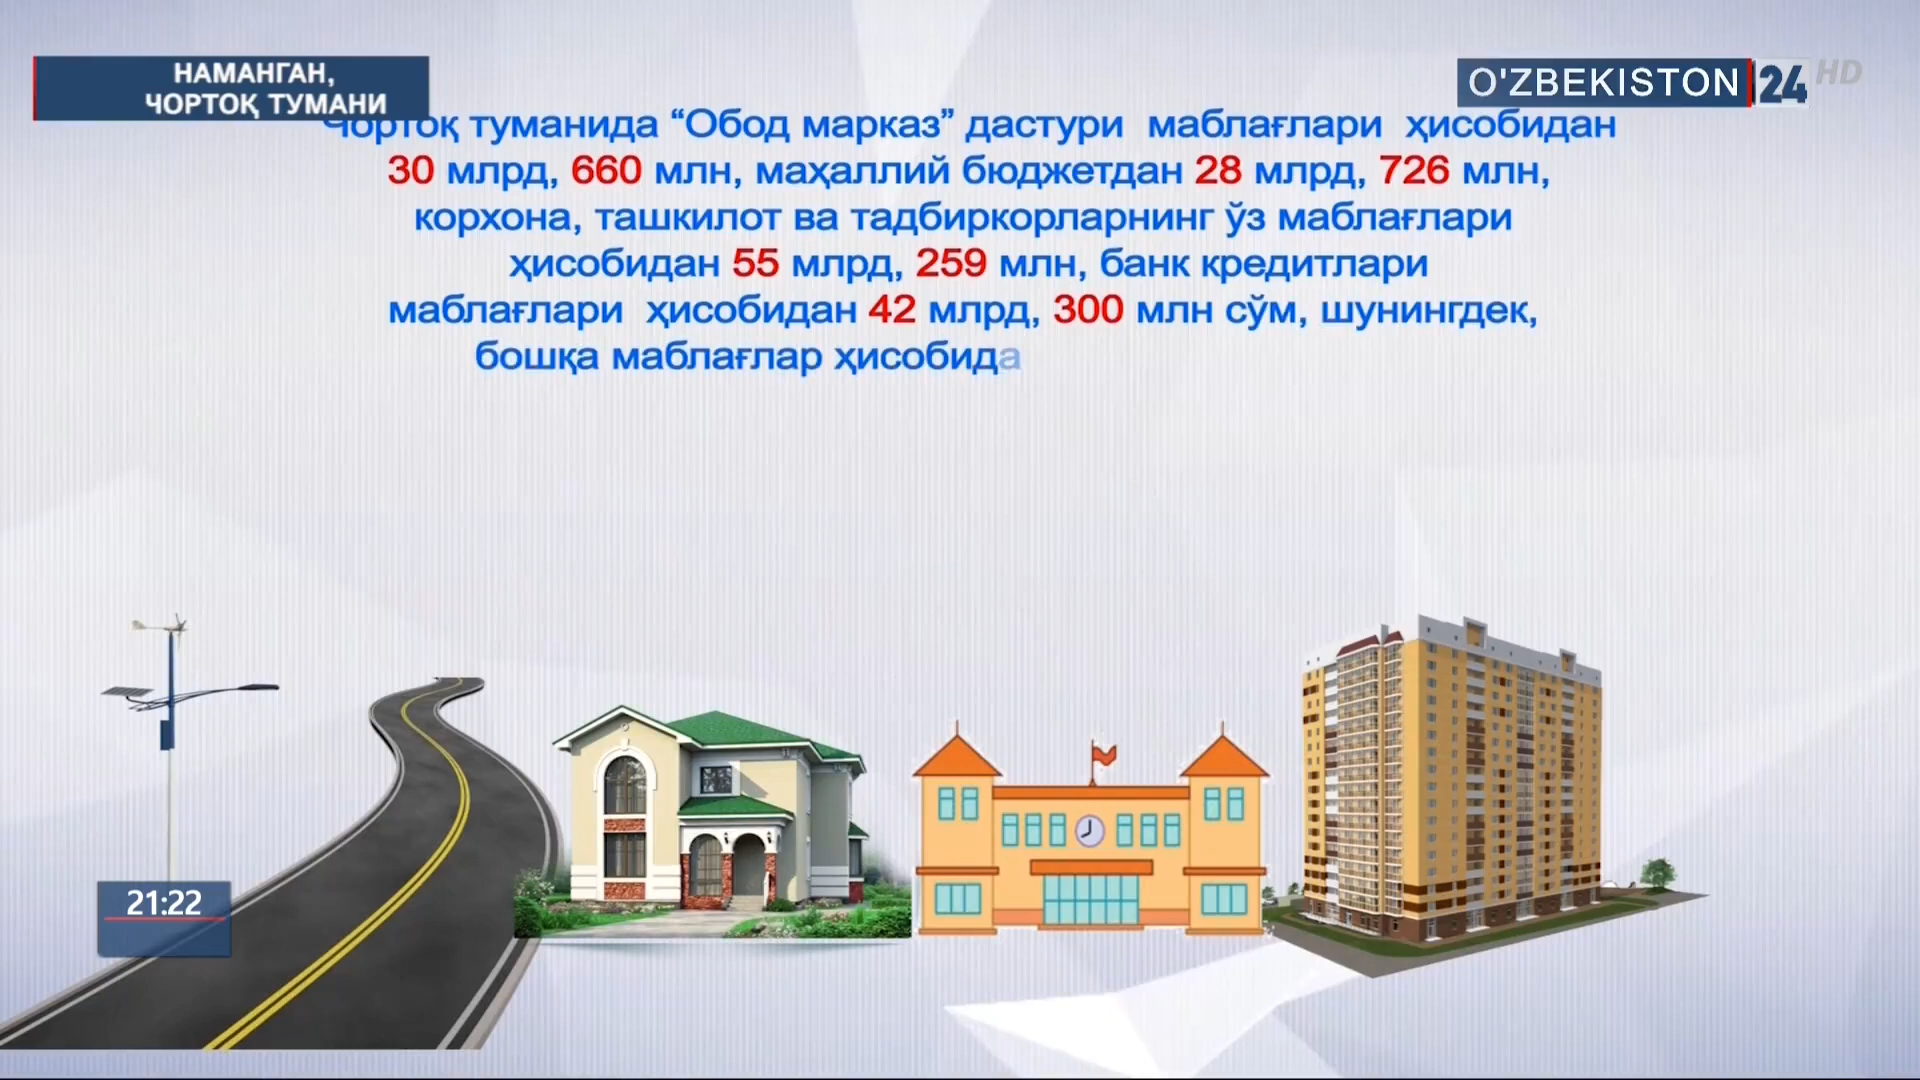 НАМАНГАН,
ЧОРТОҚ ТУМАНИ
O'ZBEKISTON 24 HD
Чортоқ туманида “Обод марказ” дастури маблағлари ҳисобидан
30 млрд, 660 млн, маҳаллий бюджетдан 28 млрд, 726 млн,
корхона, ташкилот ва тадбиркорларнинг ўз маблағлари
ҳисобидан 55 млрд, 259 млн, банк кредитлари
маблағлари ҳисобидан 42 млрд, 300 млн сўм, шунингдек,
бошқа маблағлар ҳисобида
21:22